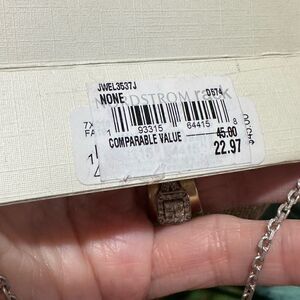 JWEL3537J
NORDSTROM rack
NONE D574
1 93315 64415 8
COMPARABLE VALUE 45.00
22.97